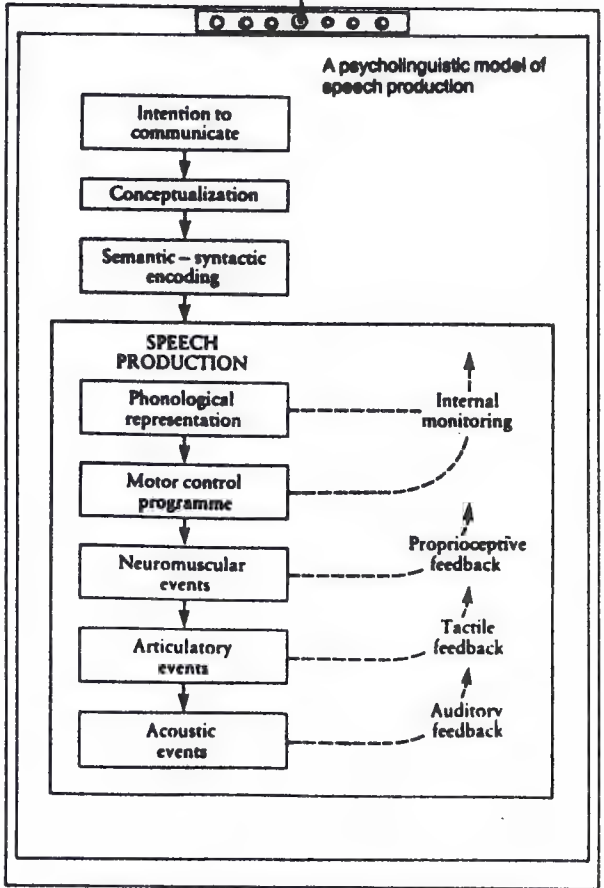 A psycholinguistic model of
speech production
Intention to
communicate
Conceptualization
Semantic – syntactic
encoding
SPEECH
PRODUCTION
Phonological
representation
Internal
monitoring
Motor control
programme
Proprioceptive
feedback
Neuromuscular
events
Tactile
feedback
Articulatory
events
Auditory
feedback
Acoustic
events